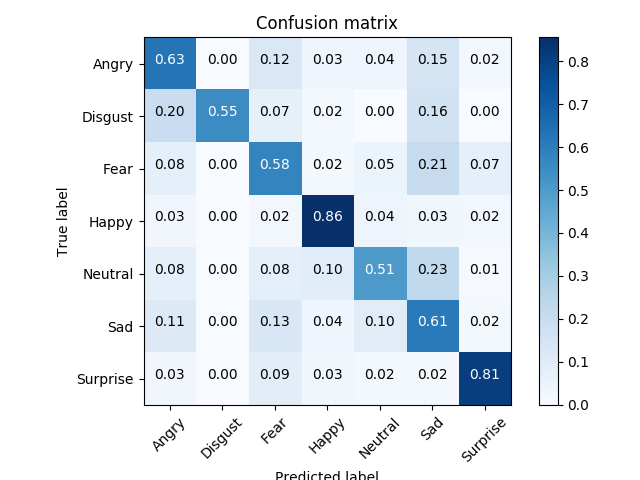 Confusion matrix
Angry 0.63 0.00 0.12 0.03 0.04 0.15 0.02
Disgust 0.20 0.55 0.07 0.02 0.00 0.16 0.00
Fear 0.08 0.00 0.58 0.02 0.05 0.21 0.07
Happy 0.03 0.00 0.02 0.86 0.04 0.03 0.02
Neutral 0.08 0.00 0.08 0.10 0.51 0.23 0.01
Sad 0.11 0.00 0.13 0.04 0.10 0.61 0.02
Surprise 0.03 0.00 0.09 0.03 0.02 0.02 0.81
Angry Disgust Fear Happy Neutral Sad Surprise
True label
Predicted label
0.8
0.7
0.6
0.5
0.4
0.3
0.2
0.1
0.0